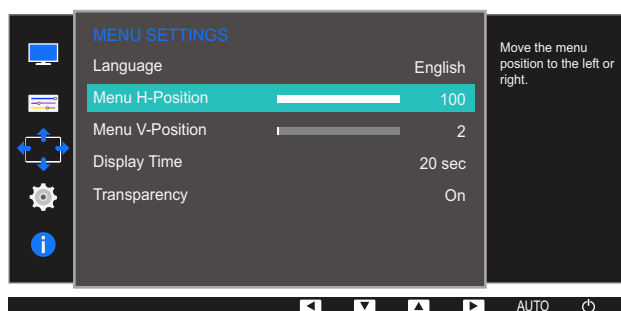 MENU SETTINGS
Language English
Menu H-Position 100
Menu V-Position 2
Display Time 20 sec
Transparency On
Move the menu
position to the left or
right.
AUTO